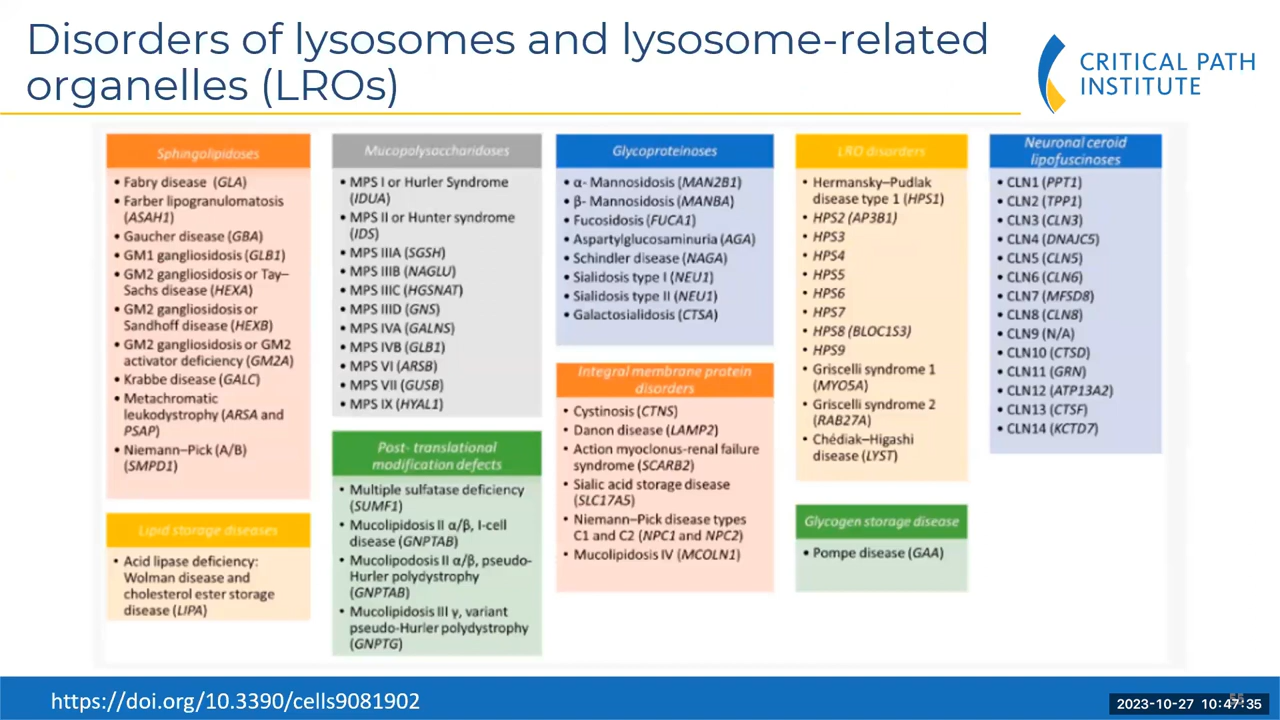 Disorders of lysosomes and lysosome-related
organelles (LROs)
CRITICAL PATH
INSTITUTE
Sphingolipidoses
• Fabry disease (GLA)
• Farber lipogranulomatosis
(ASAH1)
• Gaucher disease (GBA)
• GM1 gangliosidosis (GLB1)
• GM2 gangliosidosis or Tay–
Sachs disease (HEXA)
• GM2 gangliosidosis or
Sandhoff disease (HEXB)
• GM2 gangliosidosis or GM2
activator deficiency (GM2A)
• Krabbe disease (GALC)
• Metachromatic
leukodystrophy (ARSA and
PSAP)
• Niemann–Pick (A/B)
(SMPD1)
Lipid storage diseases
• Acid lipase deficiency:
Wolman disease and
cholesterol ester storage
disease (LIPA)
Mucopolysaccharidoses
• MPS I or Hurler Syndrome
(IDUA)
• MPS II or Hunter syndrome
(IDS)
• MPS IIIA (SGSH)
• MPS IIIB (NAGLU)
• MPS IIIC (HGSNAT)
• MPS IIID (GNS)
• MPS IVA (GALNS)
• MPS IVB (GLB1)
• MPS VI (ARSB)
• MPS VII (GUSB)
• MPS IX (HYAL1)
Post- translational
modification defects
• Multiple sulfatase deficiency
(SUMF1)
• Mucolipidosis II α/β, I-cell
disease (GNPTAB)
• Mucolipodosis II α/β, pseudo-
Hurler polydystrophy
(GNPTAB)
• Mucolipidosis III γ, variant
pseudo-Hurler polydystrophy
(GNPTG)
Glycoproteinoses
• α- Mannosidosis (MAN2B1)
• β- Mannosidosis (MANBA)
• Fucosidosis (FUCA1)
• Aspartylglucosaminuria (AGA)
• Schindler disease (NAGA)
• Sialidosis type I (NEU1)
• Sialidosis type II (NEU1)
• Galactosialidosis (CTSA)
Integral membrane protein
disorders
• Cystinosis (CTNS)
• Danon disease (LAMP2)
• Action myoclonus-renal failure
syndrome (SCARB2)
• Sialic acid storage disease
(SLC17A5)
• Niemann–Pick disease types
C1 and C2 (NPC1 and NPC2)
• Mucolipidosis IV (MCOLN1)
LRO disorders
• Hermansky–Pudlak
disease type 1 (HPS1)
• HPS2 (AP3B1)
• HPS3
• HPS4
• HPS5
• HPS6
• HPS7
• HPS8 (BLOC1S3)
• HPS9
• Griscelli syndrome 1
(MYO5A)
• Griscelli syndrome 2
(RAB27A)
• Chédiak–Higashi
disease (LYST)
Glycogen storage disease
• Pompe disease (GAA)
Neuronal ceroid
lipofuscinoses
• CLN1 (PPT1)
• CLN2 (TPP1)
• CLN3 (CLN3)
• CLN4 (DNAJC5)
• CLN5 (CLN5)
• CLN6 (CLN6)
• CLN7 (MFSD8)
• CLN8 (CLN8)
• CLN9 (N/A)
• CLN10 (CTSD)
• CLN11 (GRN)
• CLN12 (ATP13A2)
• CLN13 (CTSF)
• CLN14 (KCTD7)
https://doi.org/10.3390/cells9081902
2023-10-27 10:47:35